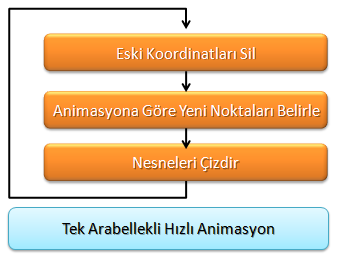 Eski Koordinatları Sil
Animasyona Göre Yeni Noktaları Belirle
Nesneleri Çizdir
Tek Arabellekli Hızlı Animasyon